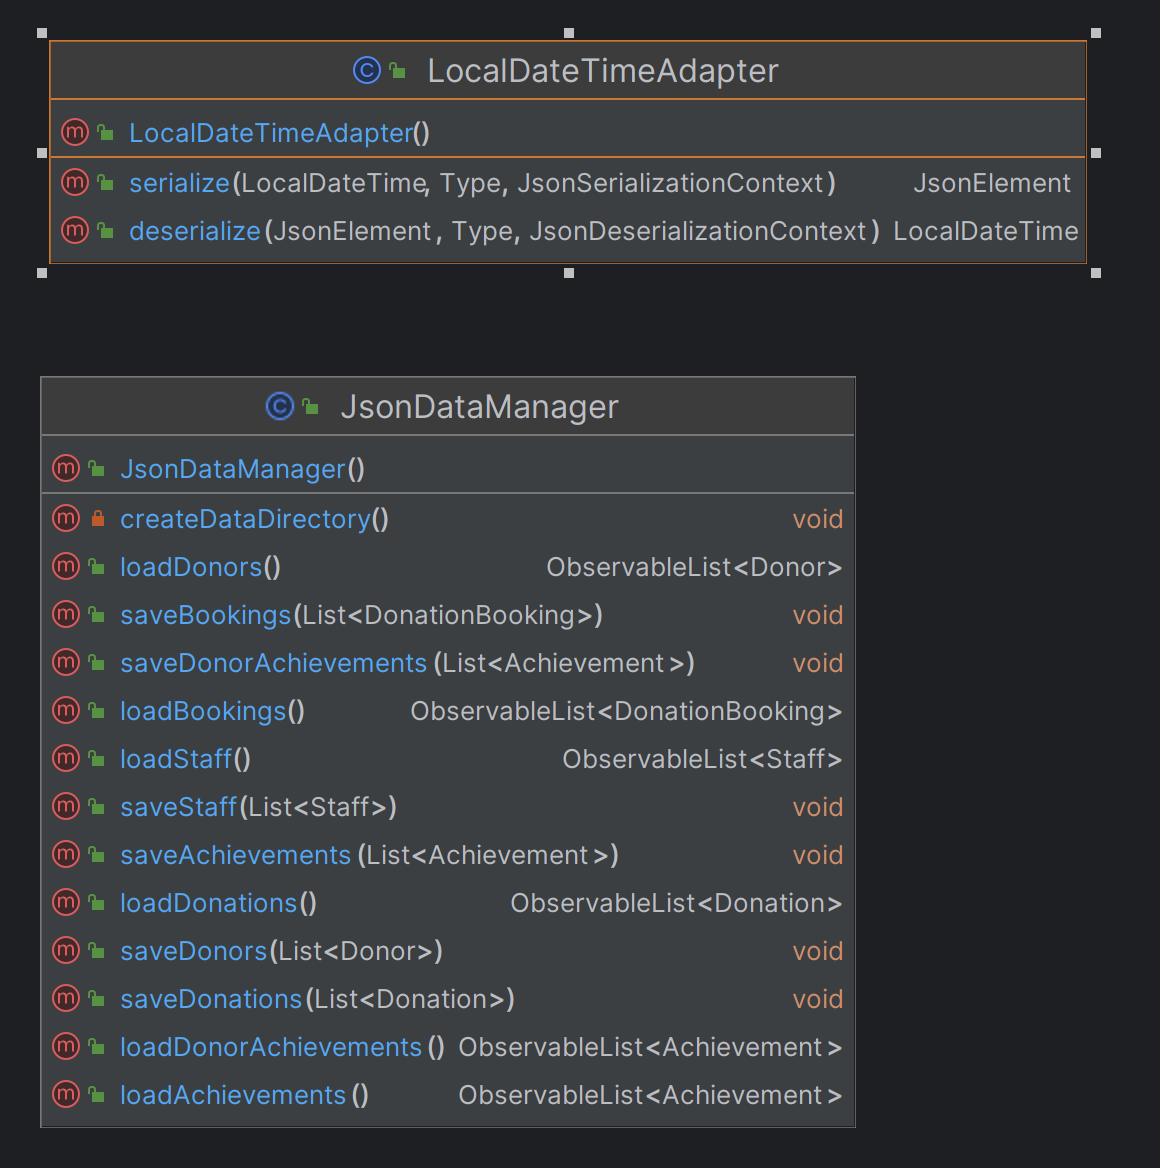 LocalDateTimeAdapter
LocalDateTimeAdapter()
serialize(LocalDateTime, Type, JsonSerializationContext) JsonElement
deserialize(JsonElement, Type, JsonDeserializationContext) LocalDateTime
JsonDataManager
JsonDataManager()
createDataDirectory() void
loadDonors() ObservableList<Donor>
saveBookings(List<DonationBooking>) void
saveDonorAchievements(List<Achievement>) void
loadBookings() ObservableList<DonationBooking>
loadStaff() ObservableList<Staff>
saveStaff(List<Staff>) void
saveAchievements(List<Achievement>) void
loadDonations() ObservableList<Donation>
saveDonors(List<Donor>) void
saveDonations(List<Donation>) void
loadDonorAchievements() ObservableList<Achievement>
loadAchievements() ObservableList<Achievement>